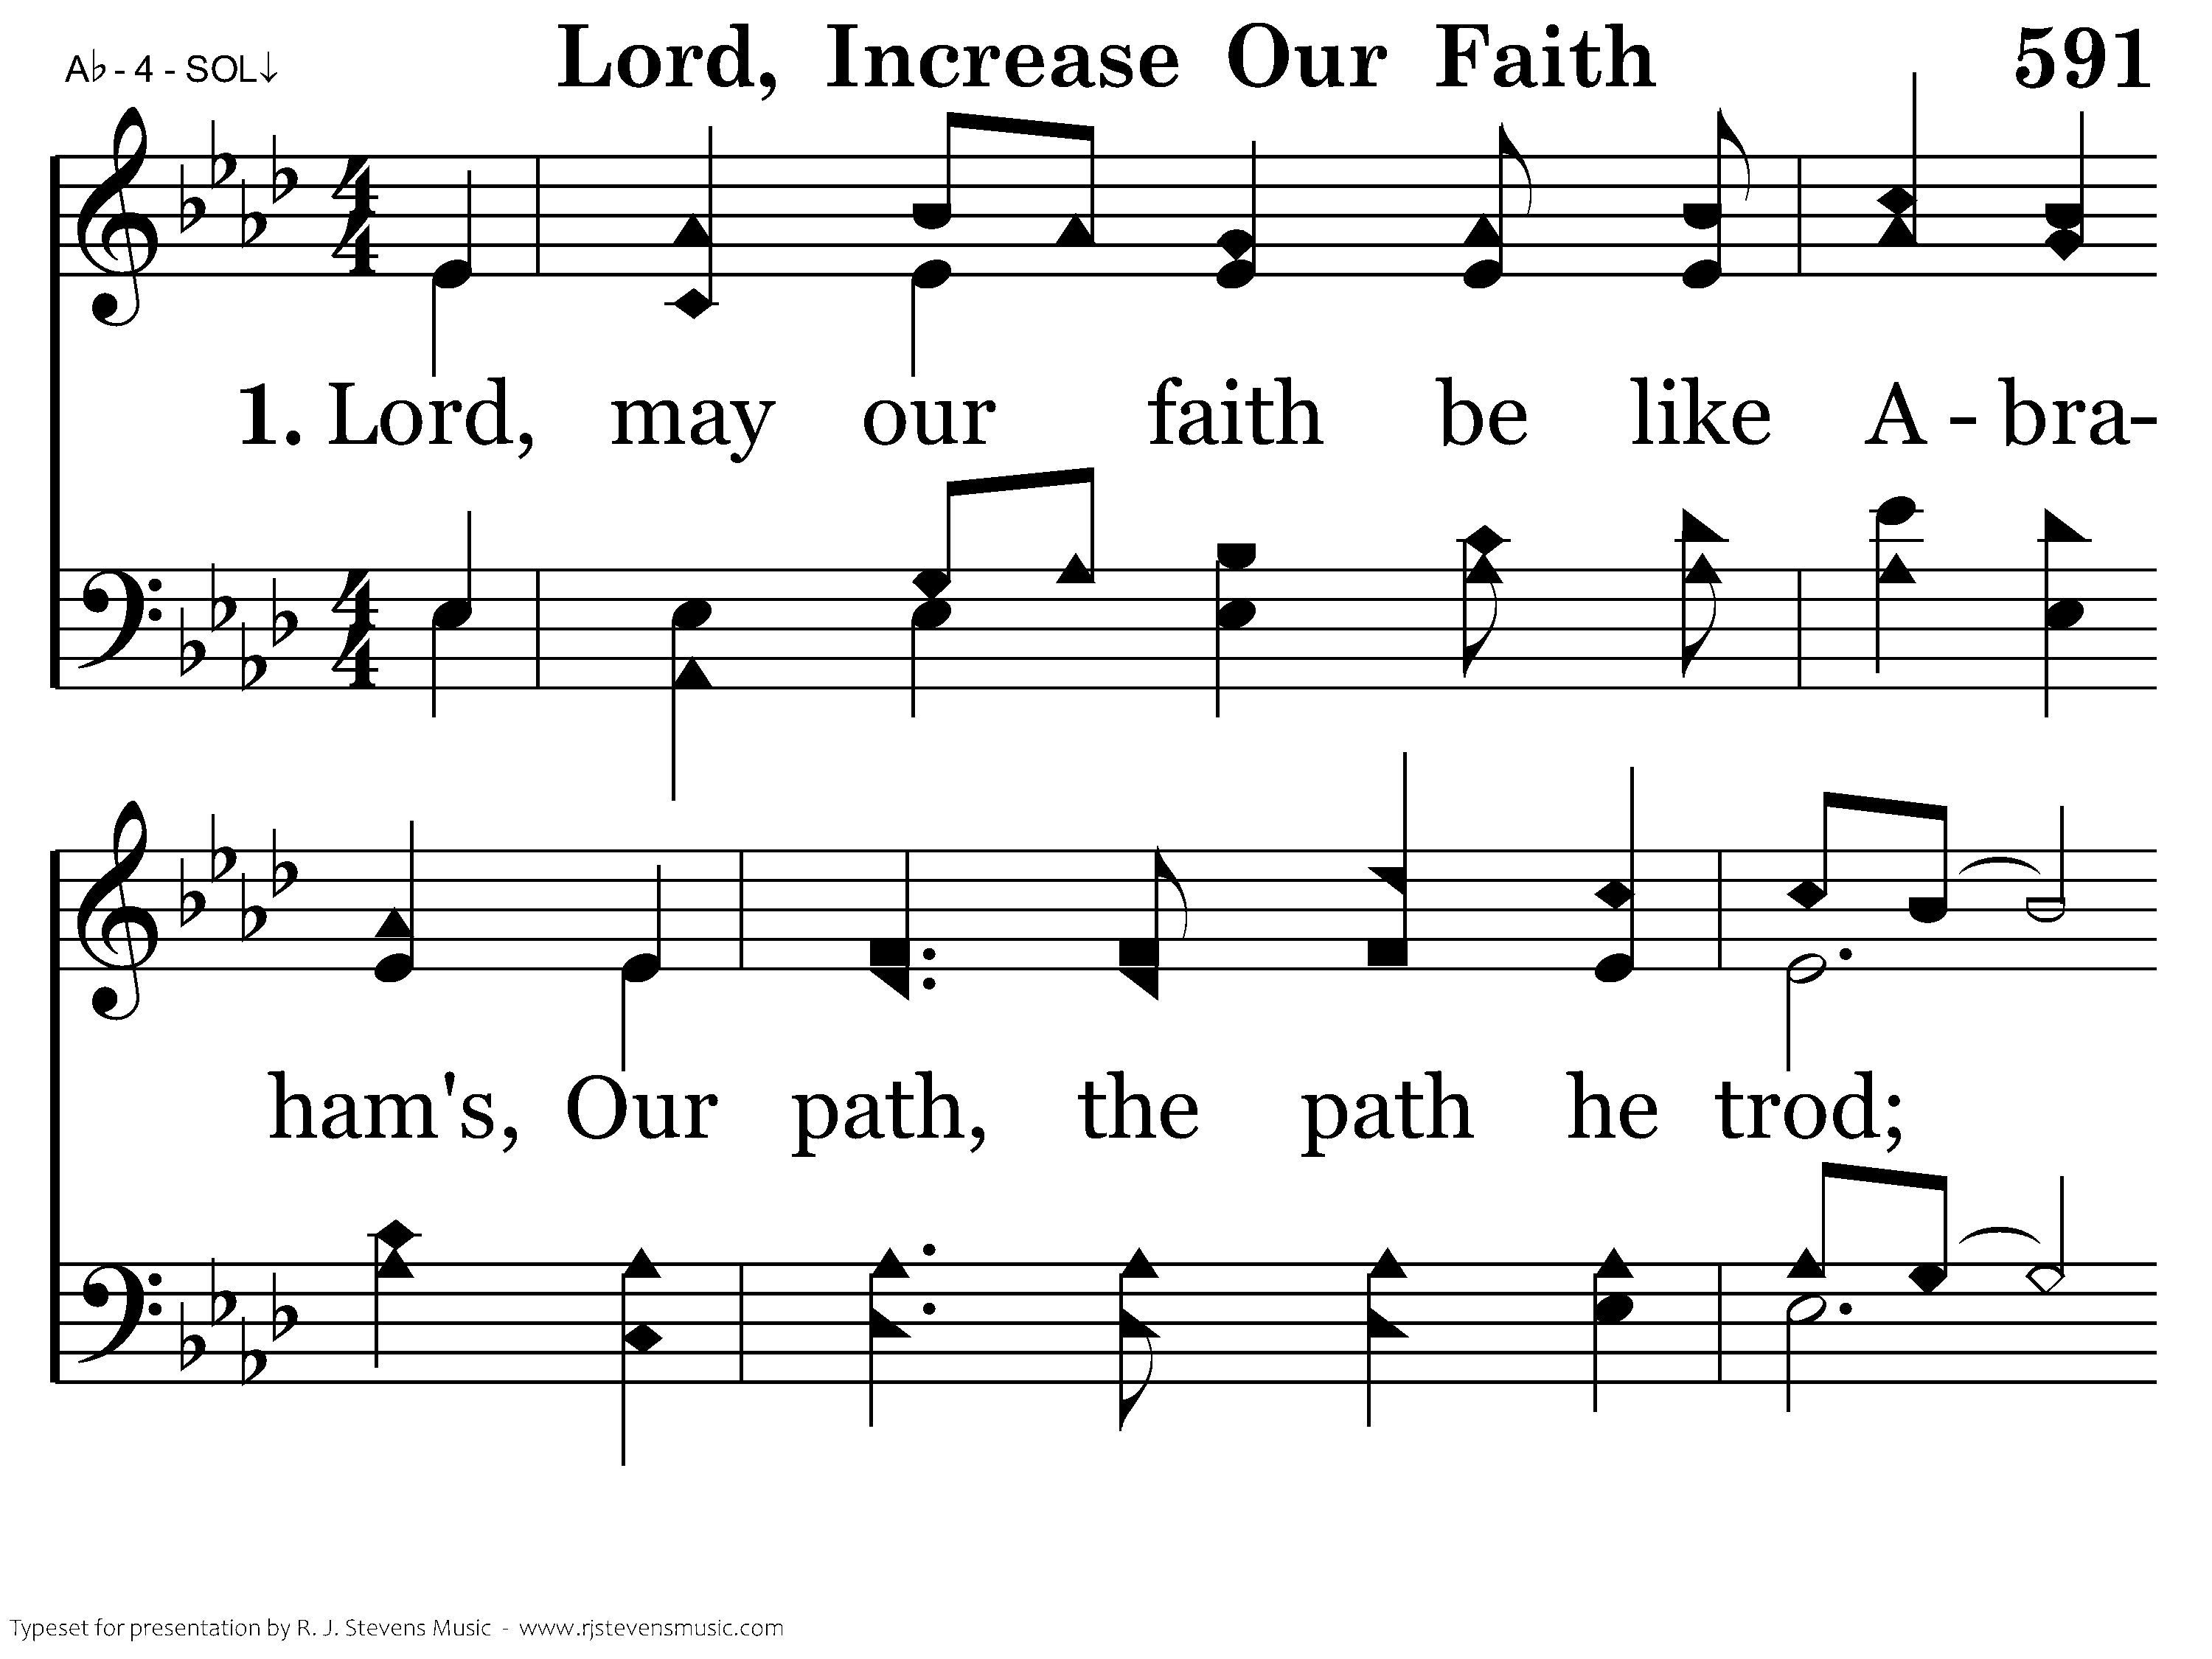 A♭ - 4 - SOL↓ Lord, Increase Our Faith 591
1. Lord, may our faith be like A - bra-
ham's, Our path, the path he trod;
Typeset for presentation by R. J. Stevens Music - www.rjstevensmusic.com